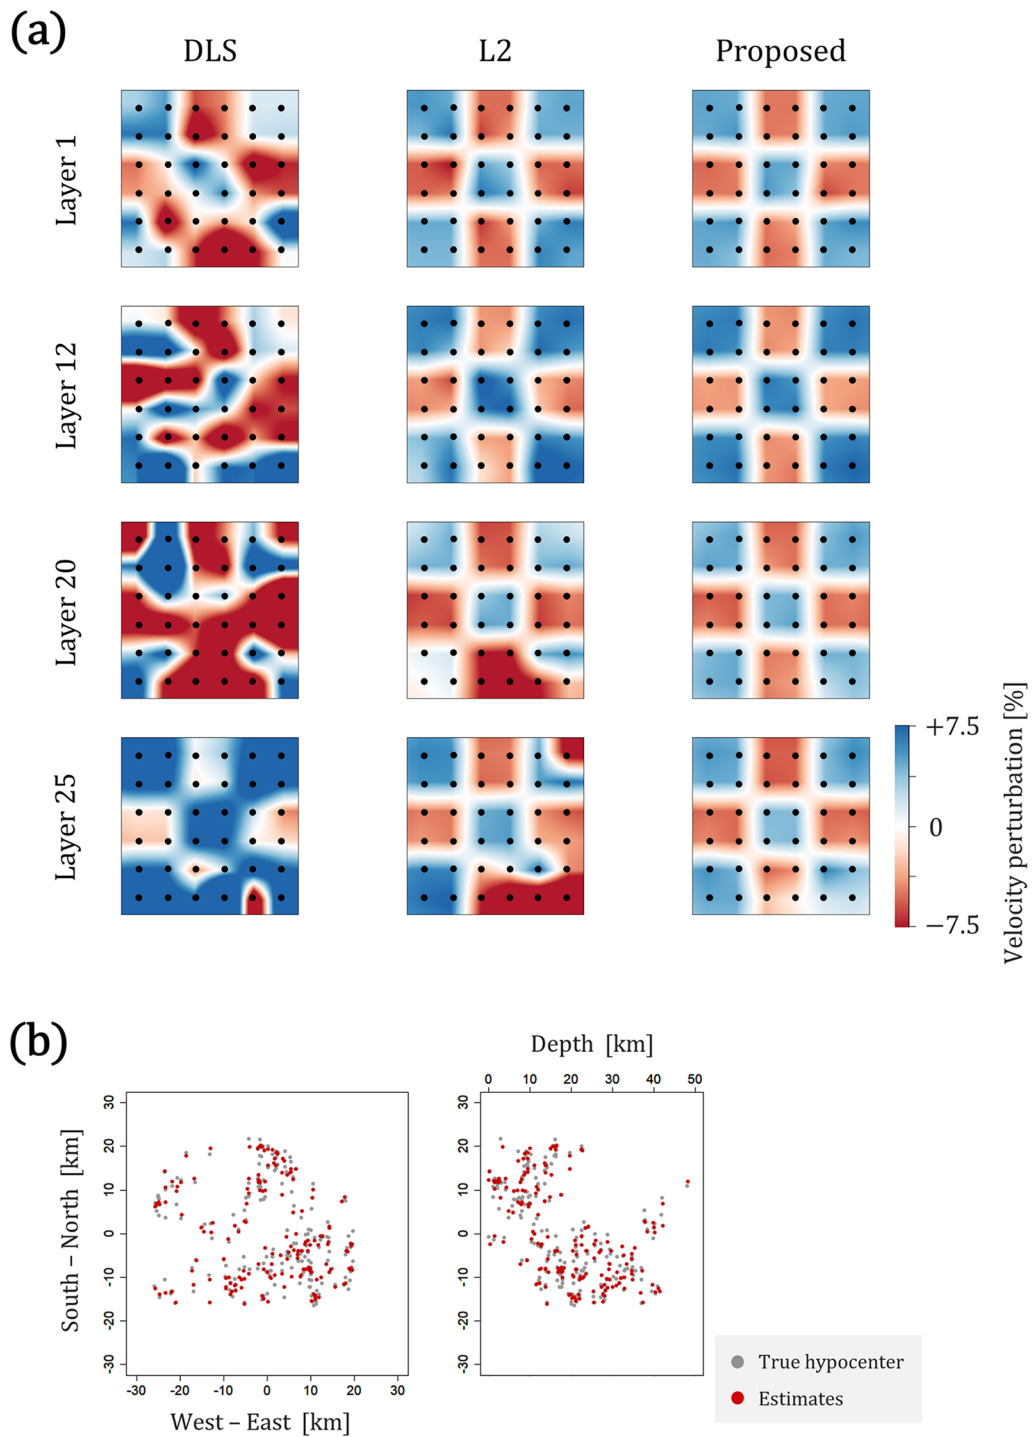 (a)
DLS L2 Proposed
Layer 1
Layer 12
Layer 20
Layer 25
+7.5
0
−7.5
Velocity perturbation [%]
(b)
Depth [km]
0 10 20 30 40 50
30
20
10
0
-10
-20
-30
South – North [km]
30
20
10
0
-10
-20
-30
-30 -20 -10 0 10 20 30
West – East [km]
True hypocenter
Estimates